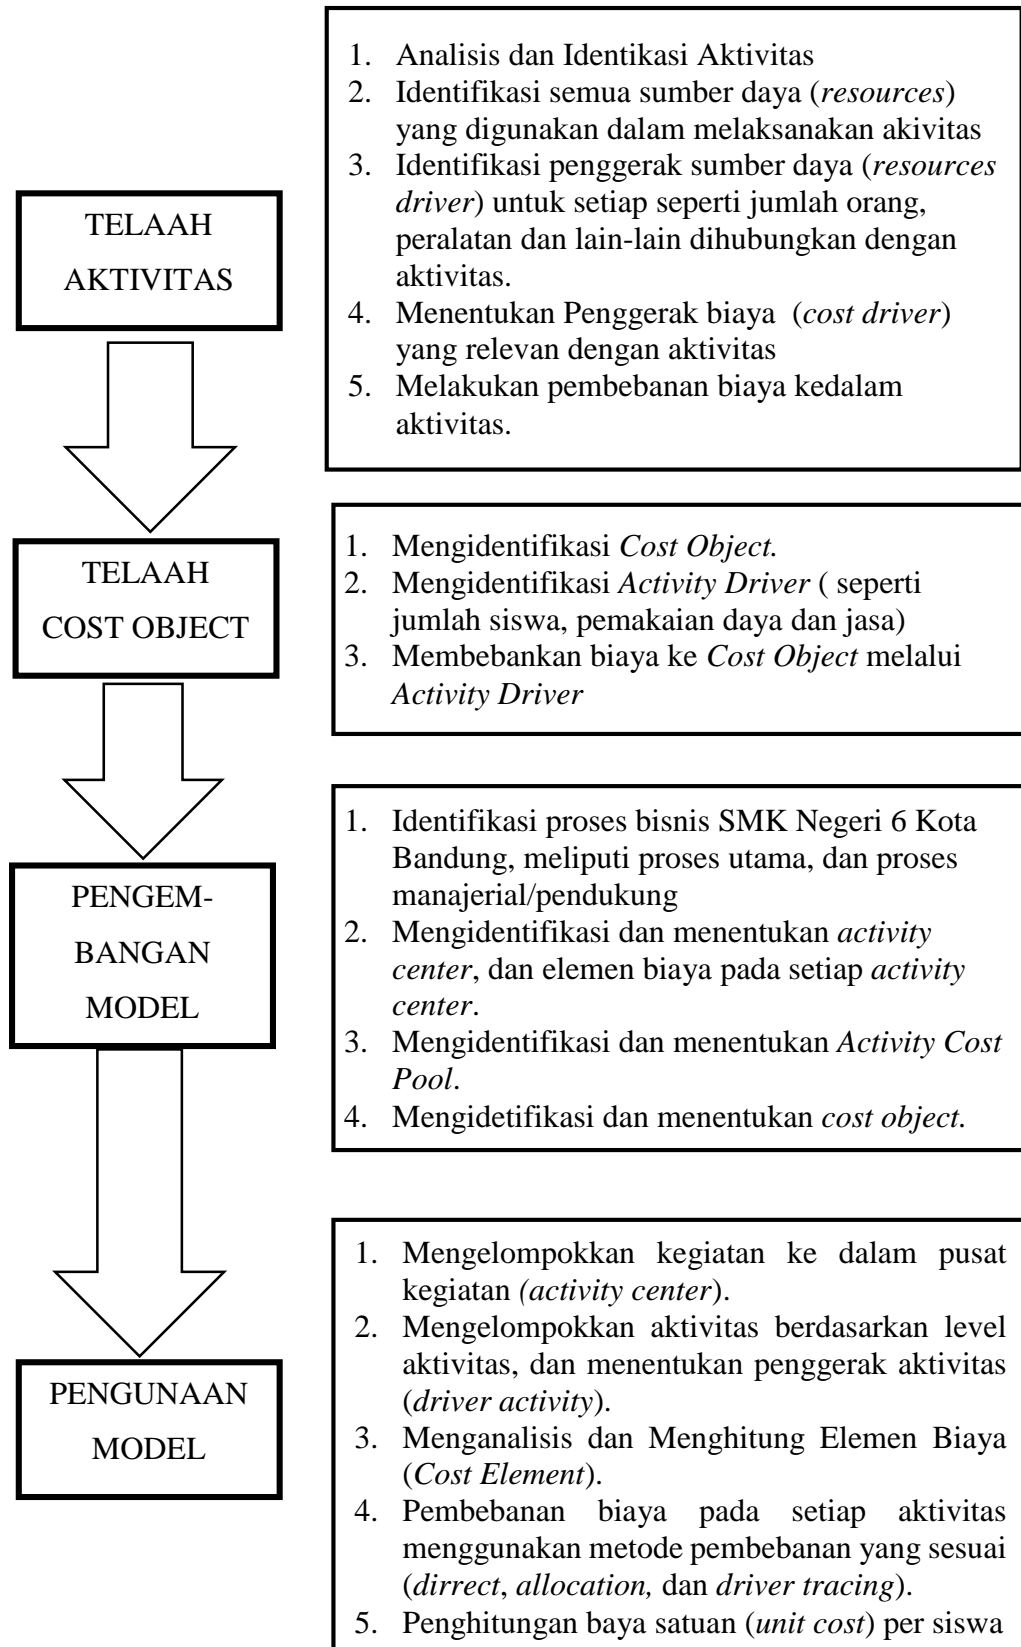 1. Analisis dan Identikasi Aktivitas
2. Identifikasi semua sumber daya (resources)
yang digunakan dalam melaksanakan akivitas
3. Identifikasi penggerak sumber daya (resources
driver) untuk setiap seperti jumlah orang,
peralatan dan lain-lain dihubungkan dengan
aktivitas.
4. Menentukan Penggerak biaya (cost driver)
yang relevan dengan aktivitas
5. Melakukan pembebanan biaya kedalam
aktivitas.
TELAAH
AKTIVITAS
1. Mengidentifikasi Cost Object.
2. Mengidentifikasi Activity Driver ( seperti
jumlah siswa, pemakaian daya dan jasa)
3. Membebankan biaya ke Cost Object melalui
Activity Driver
TELAAH
COST OBJECT
1. Identifikasi proses bisnis SMK Negeri 6 Kota
Bandung, meliputi proses utama, dan proses
manajerial/pendukung
2. Mengidentifikasi dan menentukan activity
center, dan elemen biaya pada setiap activity
center.
3. Mengidentifikasi dan menentukan Activity Cost
Pool.
4. Mengidetifikasi dan menentukan cost object.
PENGEM-
BANGAN
MODEL
1. Mengelompokkan kegiatan ke dalam pusat
kegiatan (activity center).
2. Mengelompokkan aktivitas berdasarkan level
aktivitas, dan menentukan penggerak aktivitas
(driver activity).
3. Menganalisis dan Menghitung Elemen Biaya
(Cost Element).
4. Pembebanan biaya pada setiap aktivitas
menggunakan metode pembebanan yang sesuai
(dirrect, allocation, dan driver tracing).
5. Penghitungan baya satuan (unit cost) per siswa
PENGUNAAN
MODEL